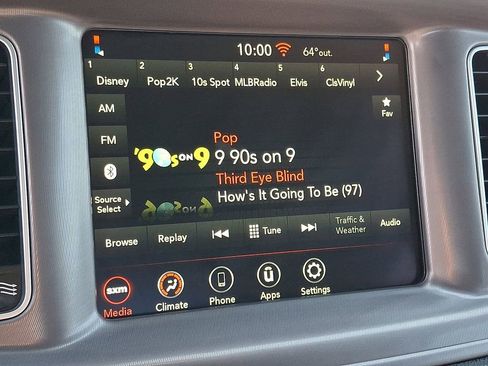 10:00 64°out.
1 2 3 4 5 6
Disney Pop2K 10s Spot MLBRadio Elvis ClsVinyl
AM
Fav
FM
Pop
'90s ON 9
9 90s on 9
Third Eye Blind
How's It Going To Be (97)
Source
Select
Browse Replay Tune Traffic & Weather Audio
sxm
Media Climate Phone Apps Settings